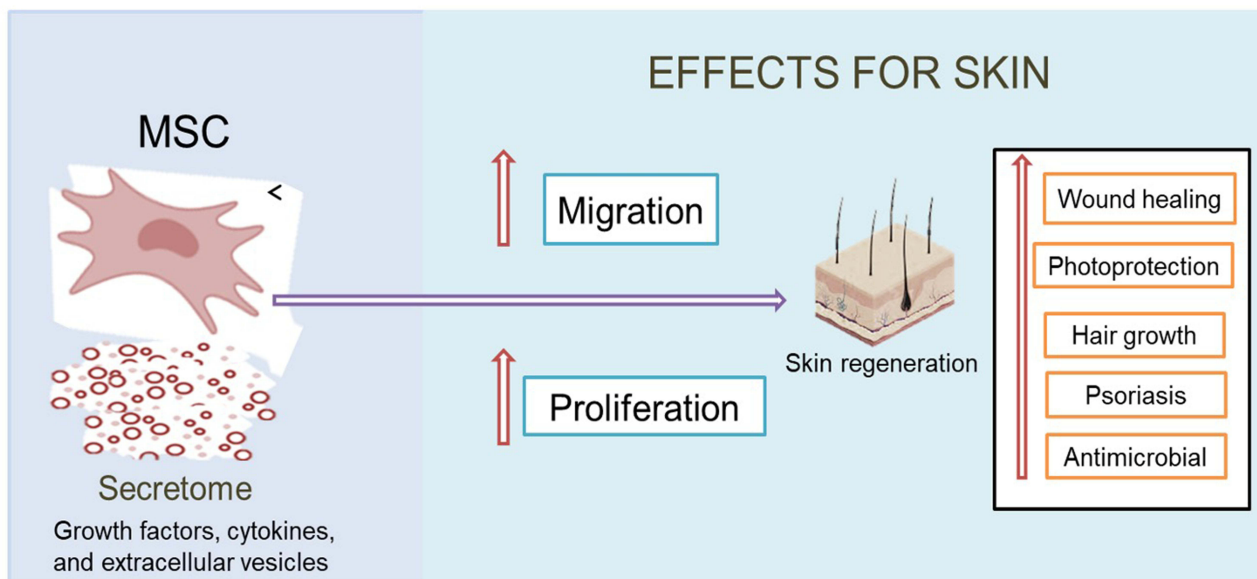 EFFECTS FOR SKIN
MSC
<
Migration
Proliferation
Skin regeneration
Wound healing
Photoprotection
Hair growth
Psoriasis
Antimicrobial
Secretome
Growth factors, cytokines,
and extracellular vesicles